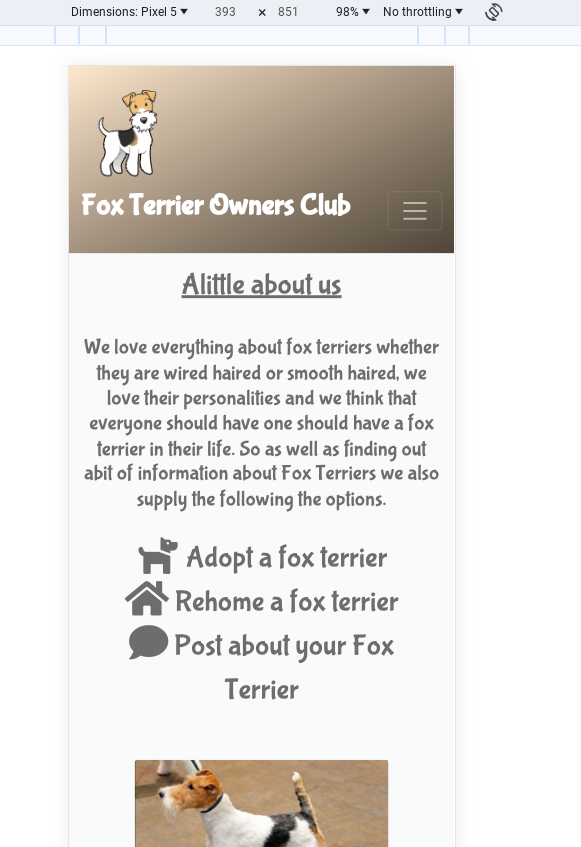 Dimensions: Pixel 5 393 × 851 98% No throttling
Fox Terrier Owners Club
Alittle about us
We love everything about fox terriers whether
they are wired haired or smooth haired, we
love their personalities and we think that
everyone should have one should have a fox
terrier in their life. So as well as finding out
abit of information about Fox Terriers we also
supply the following the options.
Adopt a fox terrier
Rehome a fox terrier
Post about your Fox
Terrier